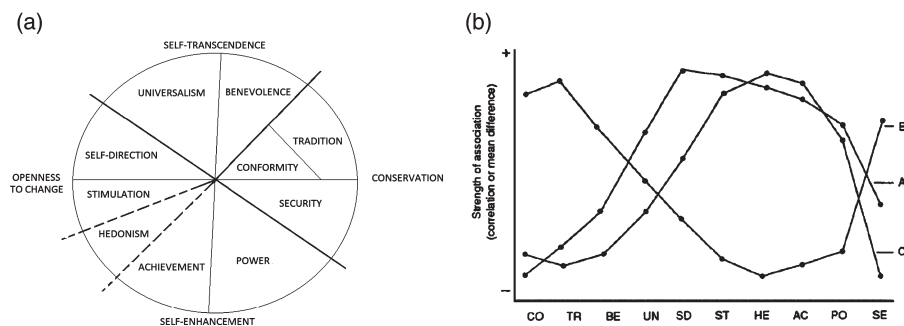 (a)
SELF-TRANSCENDENCE
UNIVERSALISM
BENEVOLENCE
TRADITION
SELF-DIRECTION
CONFORMITY
OPENNESS
TO CHANGE
CONSERVATION
STIMULATION
SECURITY
HEDONISM
ACHIEVEMENT
POWER
SELF-ENHANCEMENT
(b)
+
Strength of association
(correlation or mean difference)
–
B
A
CO TR BE UN SD ST HE AC PO SE